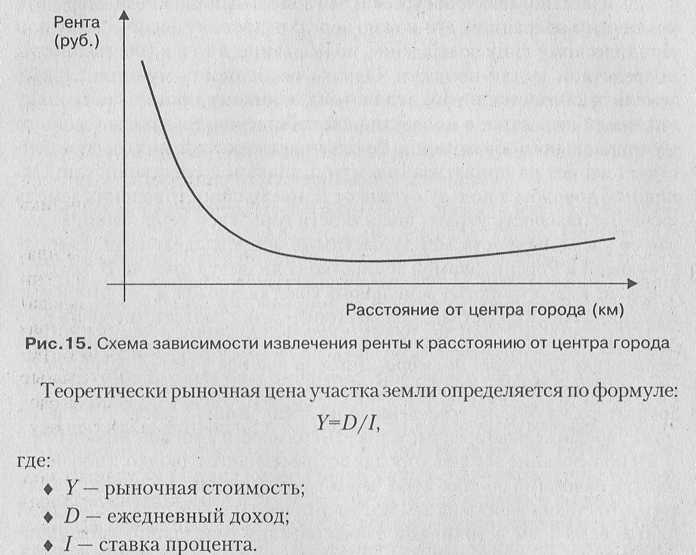 Рента
(руб.)
Расстояние от центра города (км)
Рис.15. Схема зависимости извлечения ренты к расстоянию от центра города
Теоретически рыночная цена участка земли определяется по формуле:
Y=D/I,
где:
♦ Y — рыночная стоимость;
♦ D — ежедневный доход;
♦ I — ставка процента.